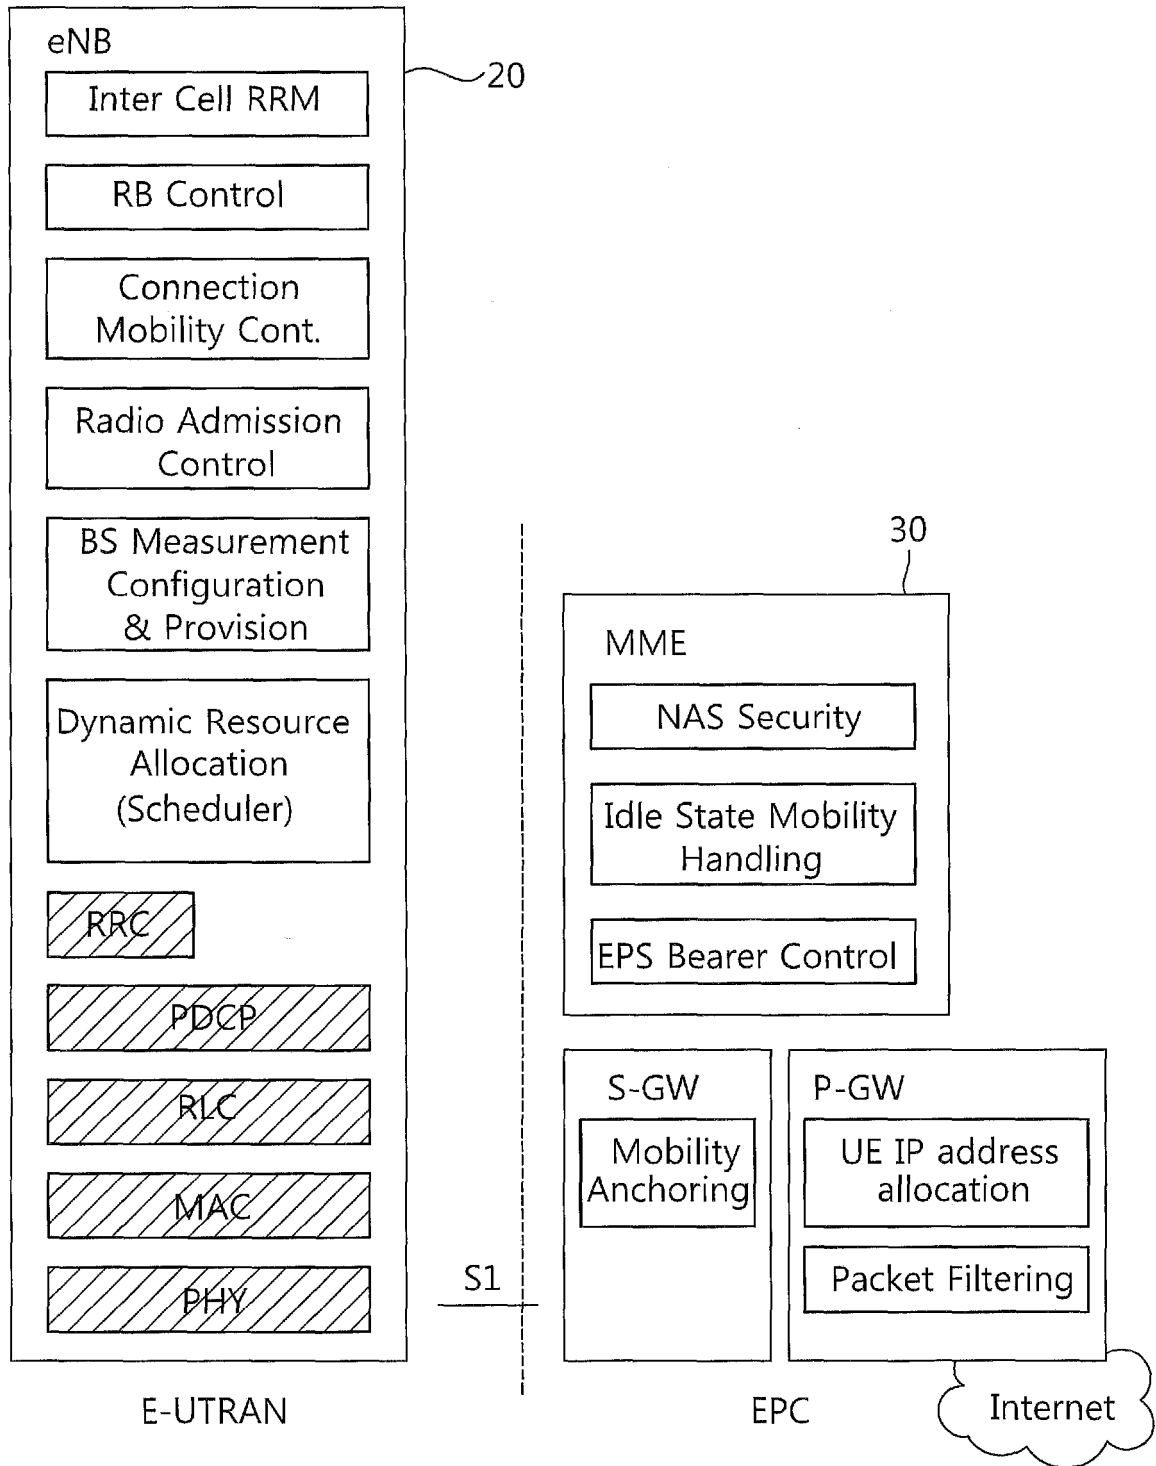 eNB
20
Inter Cell RRM
RB Control
Connection
Mobility Cont.
Radio Admission
Control
BS Measurement
Configuration
& Provision
Dynamic Resource
Allocation
(Scheduler)
RRC
PDCP
RLC
MAC
PHY
E-UTRAN
S1
30
MME
NAS Security
Idle State Mobility
Handling
EPS Bearer Control
S-GW
Mobility
Anchoring
P-GW
UE IP address
allocation
Packet Filtering
EPC
Internet